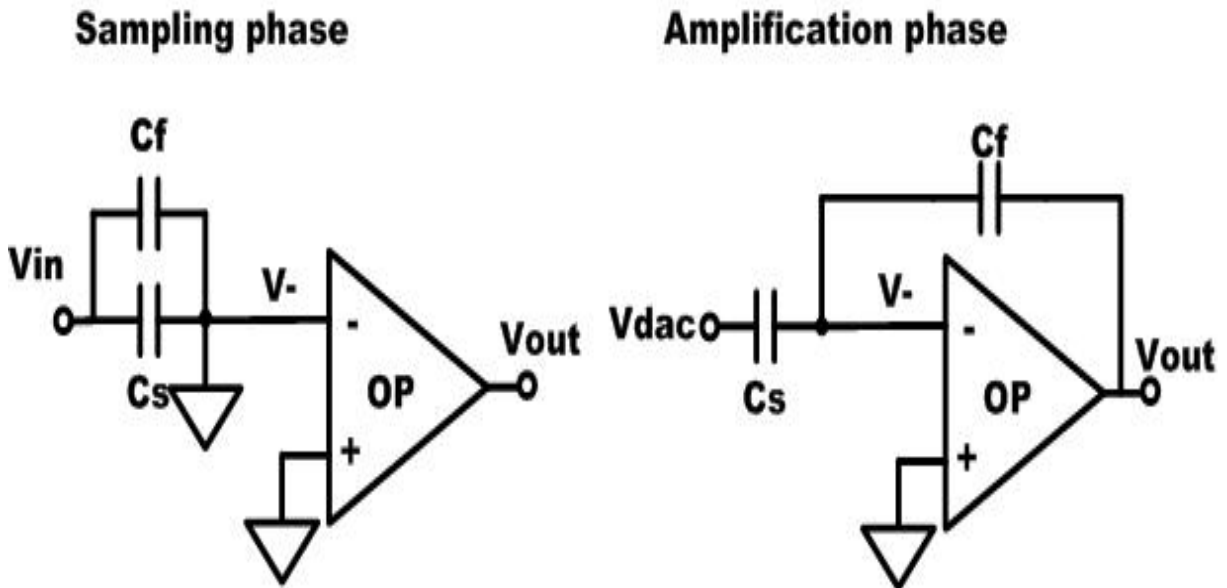 Sampling phase
Amplification phase
Cf
Vin
V-
-
Vout
Cs
OP
+
Cf
V-
Vdac
-
Vout
Cs
OP
+